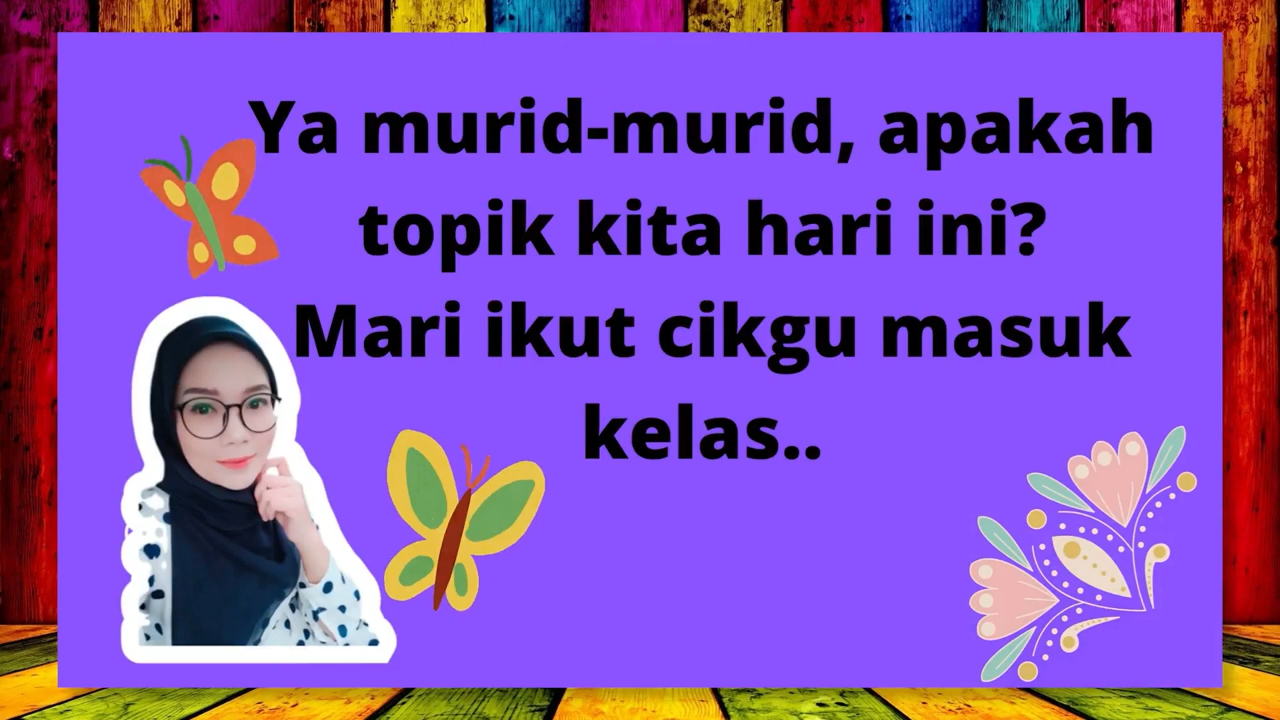 Ya murid-murid, apakah
topik kita hari ini?
Mari ikut cikgu masuk
kelas..